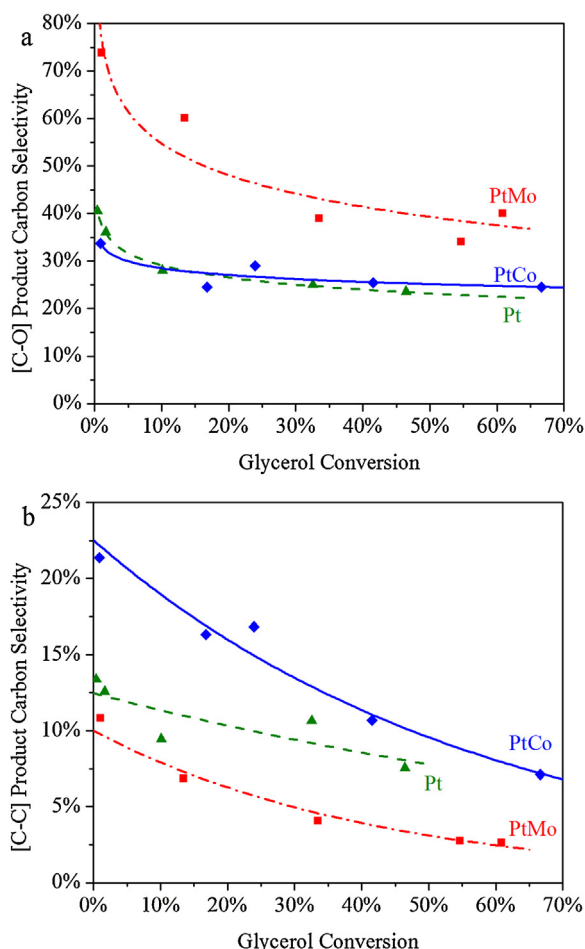 a
80%
70%
60%
50%
40%
30%
20%
10%
0%
[C-O] Product Carbon Selectivity
PtMo
PtCo
Pt
0% 10% 20% 30% 40% 50% 60% 70%
Glycerol Conversion
b
25%
20%
15%
10%
5%
0%
[C-C] Product Carbon Selectivity
PtCo
Pt
PtMo
0% 10% 20% 30% 40% 50% 60% 70%
Glycerol Conversion